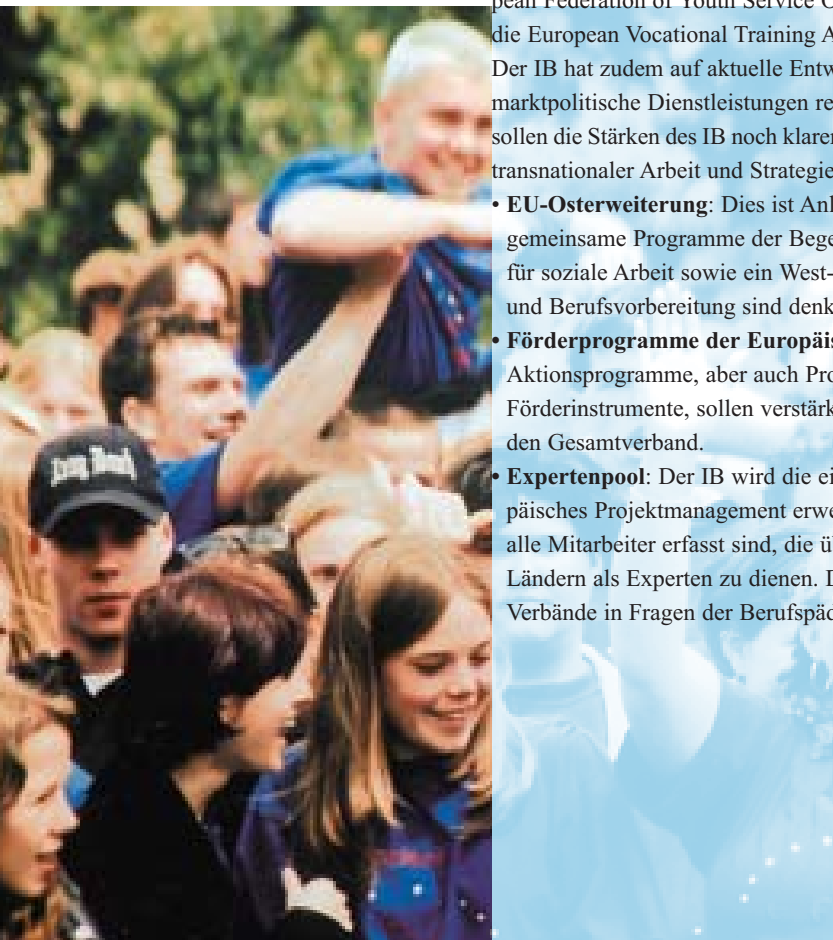 pean Federation of Youth Service O
die European Vocational Training A
Der IB hat zudem auf aktuelle Entw
marktpolitische Dienstleistungen re
sollen die Stärken des IB noch klarer
transnationaler Arbeit und Strategie
• EU-Osterweiterung: Dies ist Anl
gemeinsame Programme der Bege
für soziale Arbeit sowie ein West-
und Berufsvorbereitung sind denk
• Förderprogramme der Europäis
Aktionsprogramme, aber auch Pro
Förderinstrumente, sollen verstärk
den Gesamtverband.
• Expertenpool: Der IB wird die ei
päisches Projektmanagement erwe
alle Mitarbeiter erfasst sind, die ü
Ländern als Experten zu dienen. D
Verbände in Fragen der Berufspäd